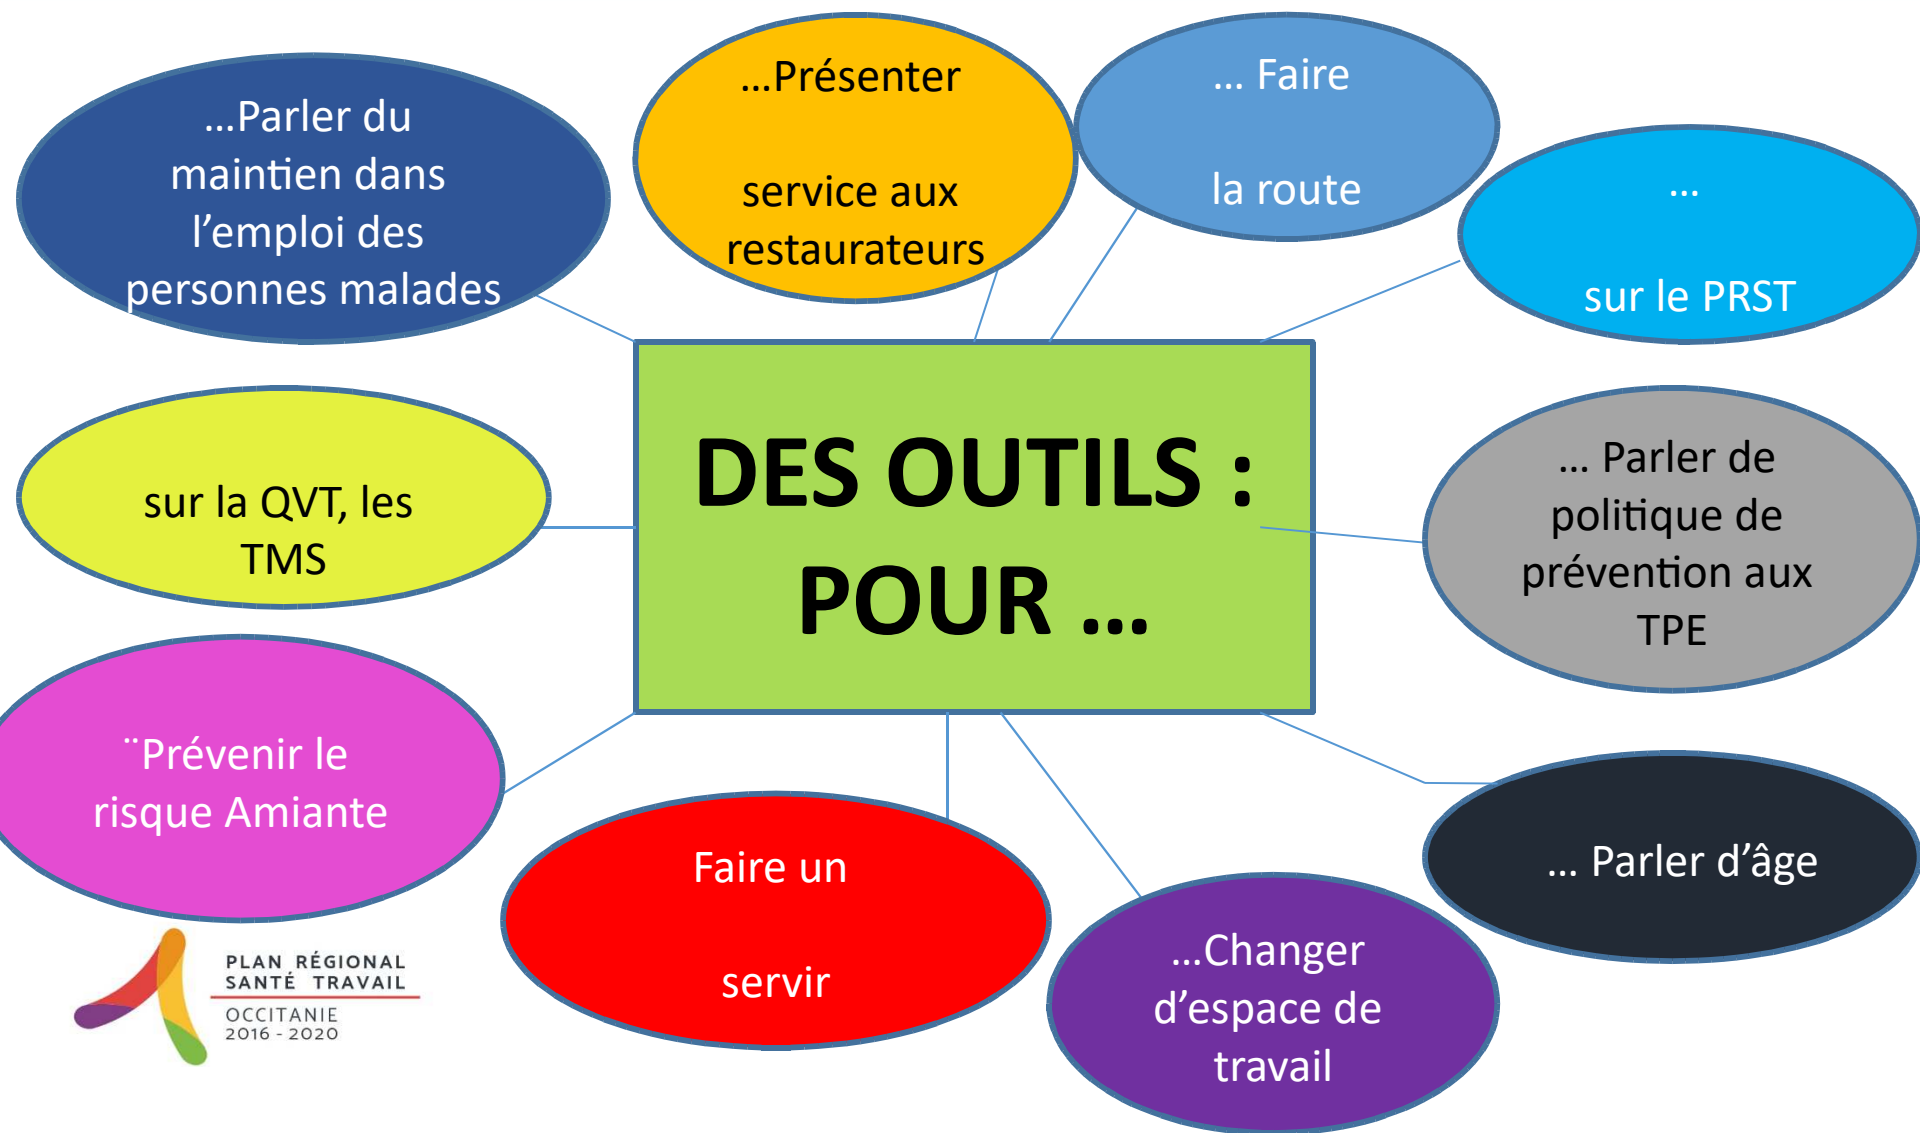 ...Parler du
maintien dans
l'emploi des
personnes malades
...Présenter
service aux
restaurateurs
... Faire
la route
...
sur le PRST
sur la QVT, les
TMS
DES OUTILS :
POUR ...
... Parler de
politique de
prévention aux
TPE
¨Prévenir le
risque Amiante
Faire un
servir
...Changer
d'espace de
travail
... Parler d'âge
PLAN RÉGIONAL
SANTÉ TRAVAIL
OCCITANIE
2016 - 2020